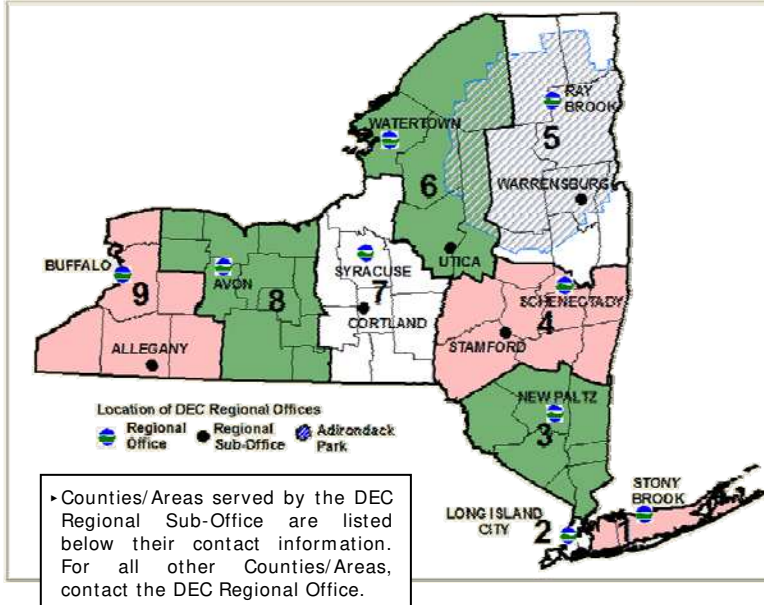 RAY
BROOK
WATERTOWN
5
6
WARRENSBURG
UTICA
BUFFALO
9
AVON
8
SYRACUSE
7
CORTLAND
SCHENECTADY
4
STAMFORD
ALLEGANY
NEW PALTZ
3
Location of DEC Regional Offices
Regional Office
Regional Sub-Office
Adirondack Park
STONY
BROOK
LONG ISLAND
CITY
2
1
▸Counties/Areas served by the DEC
Regional Sub-Office are listed
below their contact information.
For all other Counties/Areas,
contact the DEC Regional Office.